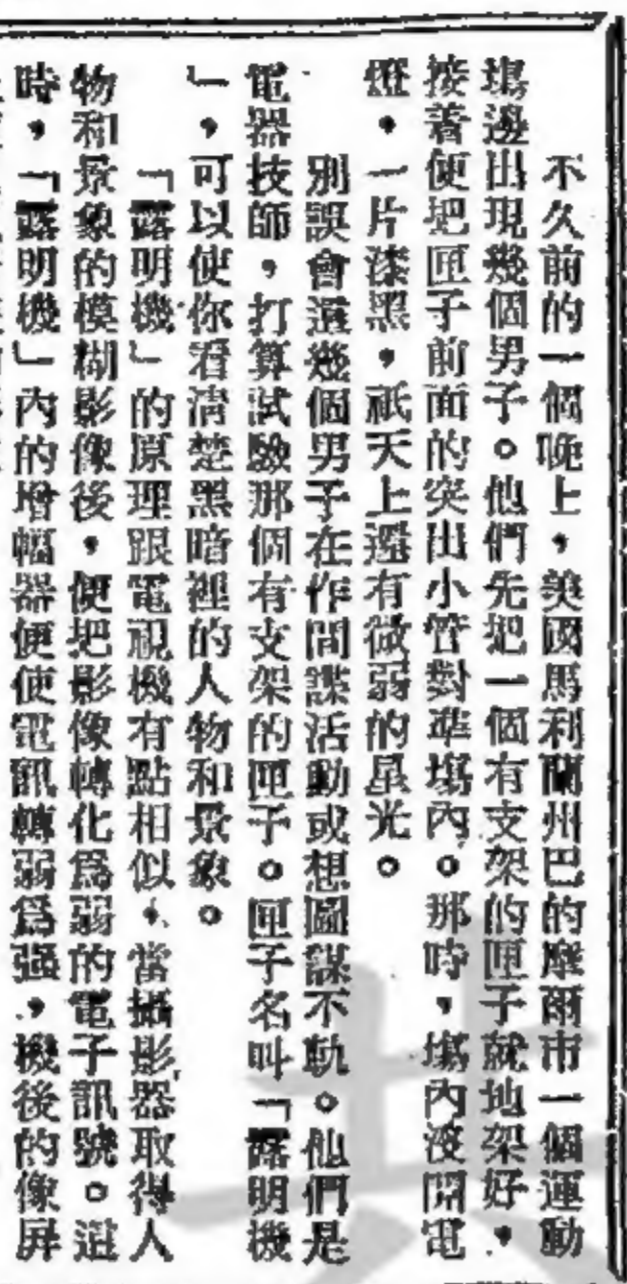 不久前的一個晚上，美國馬利蘭州巴的摩爾市一個運動
塲邊出現幾個男子。他們先把一個有支架的匣子就地架好，
接着便把匣子前面的突出小管對準塲內。那時，塲內沒開電
燈，一片漆黑，祇天上還有微弱的星光。
別誤會這幾個男子在作間諜活動或想圖謀不軌。他們是
電器技師，打算試驗那個有支架的匣子。匣子名叫「露明機
」，可以使你看清楚黑暗裡的人物和景象。
「露明機」的原理跟電視機有點相似，當攝影器取得人
物和景象的模糊影像後，便把影像轉化爲弱的電子訊號。這
時，「露明機」內的增幅器便使電訊轉弱爲强，機後的像屏